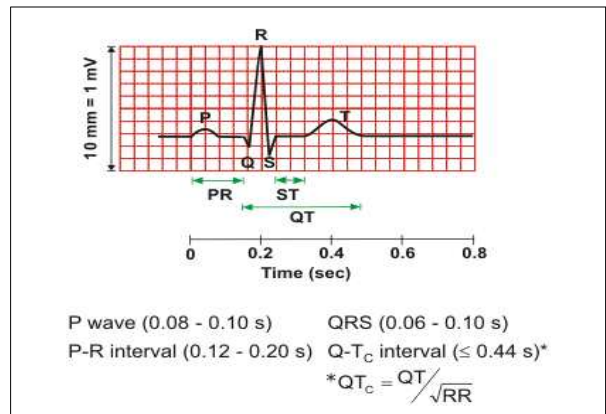 R
P
T
10 mm = 1 mV
Q S
PR ST
QT
0 0.2 0.4 0.6 0.8
Time (sec)
P wave (0.08 - 0.10 s) QRS (0.06 - 0.10 s)
P-R interval (0.12 - 0.20 s) Q-TC interval (≤ 0.44 s)*
*QTC = QT/√RR